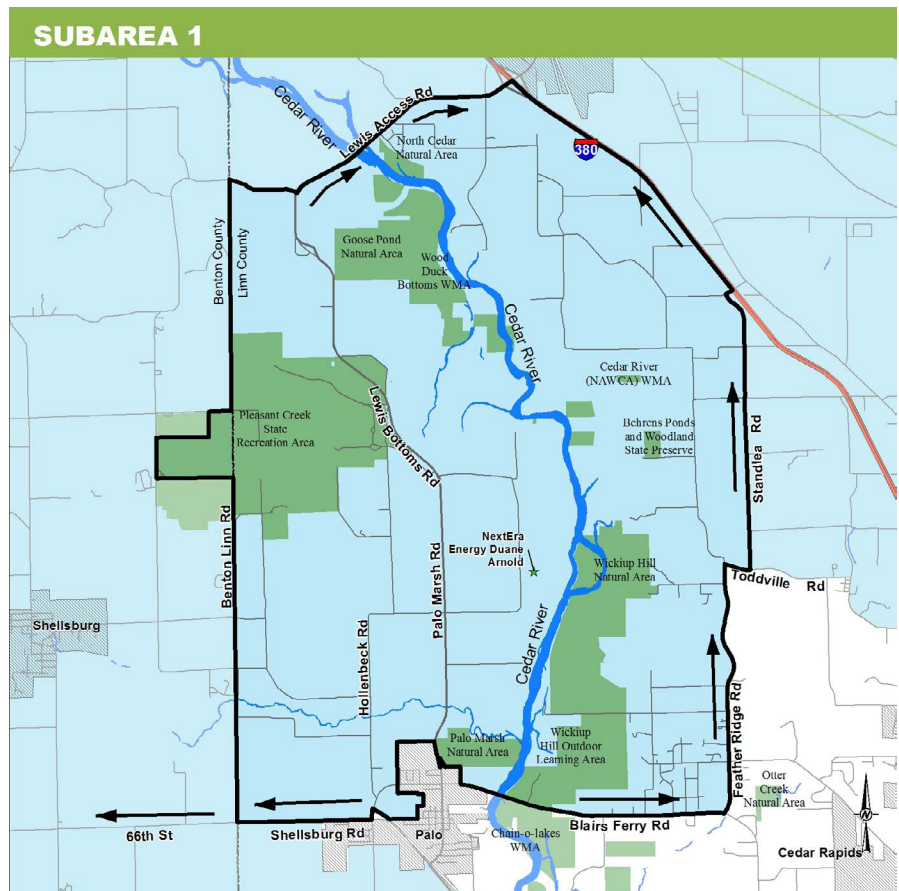 SUBAREA 1
Cedar River
Lewis Access Rd
North Cedar
Natural Area
380
Benton County
Linn County
Goose Pond
Natural Area
Wood
Duck
Bottoms WMA
Cedar River
Cedar River
(NAWCA) WMA
Pleasant Creek
State
Recreation Area
Lewis Bottoms Rd
Behrens Ponds
and Woodland
State Preserve
Standlea Rd
Benton Linn Rd
Palo Marsh Rd
NextEra
Energy Duane
Arnold
Wickiup Hill
Natural Area
Toddville Rd
Shellsburg
Hollenbeck Rd
Cedar River
Feather Ridge Rd
Palo Marsh
Natural Area
Wickiup
Hill Outdoor
Learning Area
Otter
Creek
Natural Area
N
66th St
Shellsburg Rd
Palo
Chain-o-lakes
WMA
Blairs Ferry Rd
Cedar Rapids